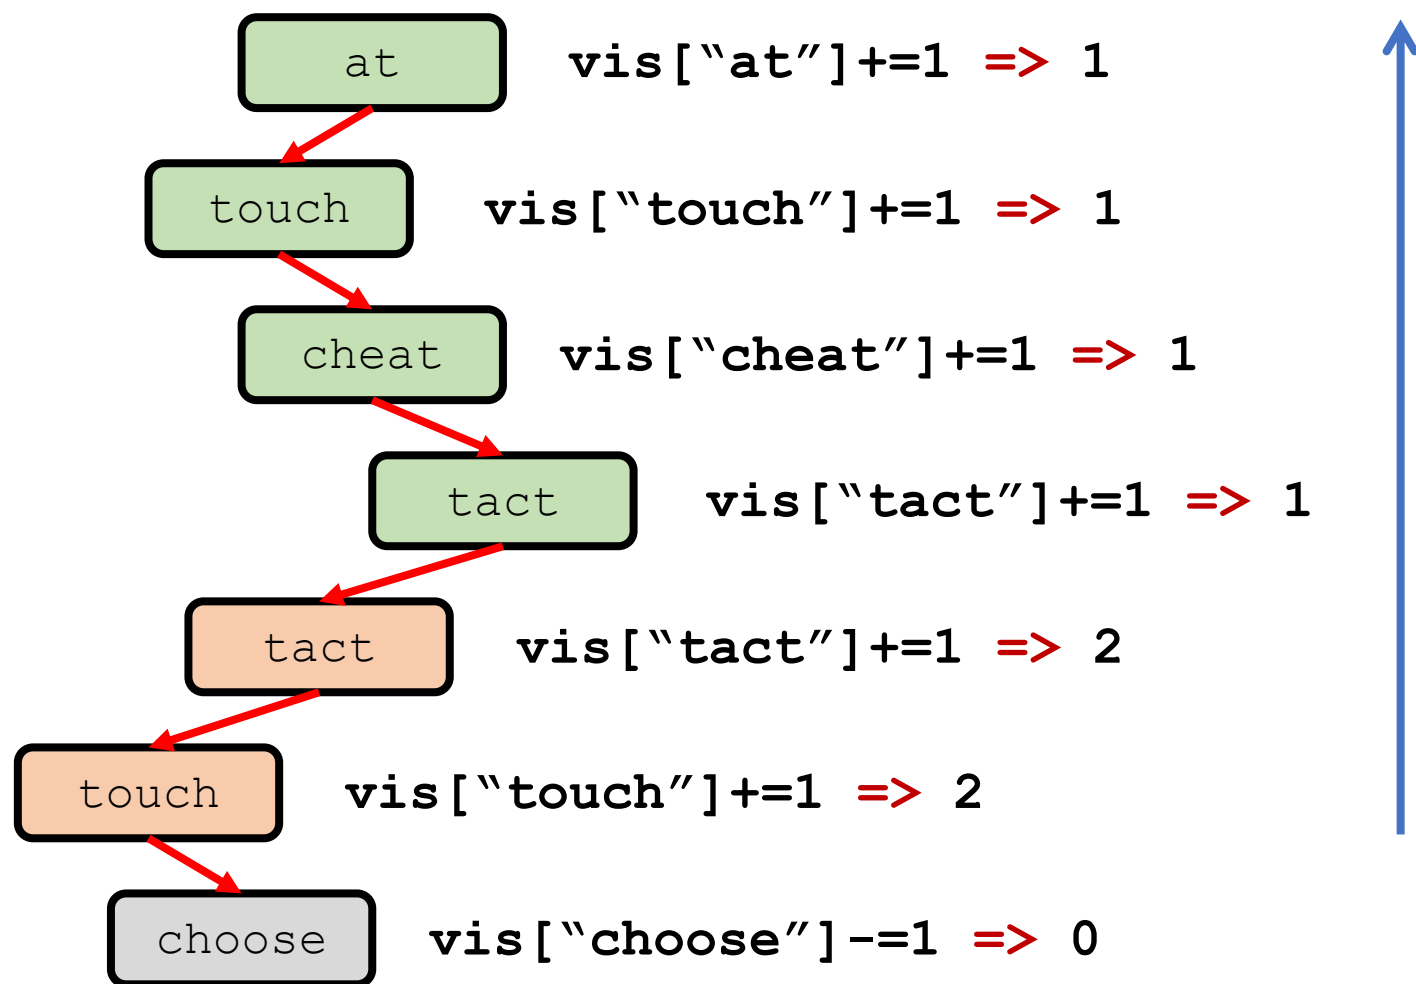 at vis[‟at″]+=1 => 1
touch vis[‟touch″]+=1 => 1
cheat vis[‟cheat″]+=1 => 1
tact vis[‟tact″]+=1 => 1
tact vis[‟tact″]+=1 => 2
touch vis[‟touch″]+=1 => 2
choose vis[‟choose″]-=1 => 0